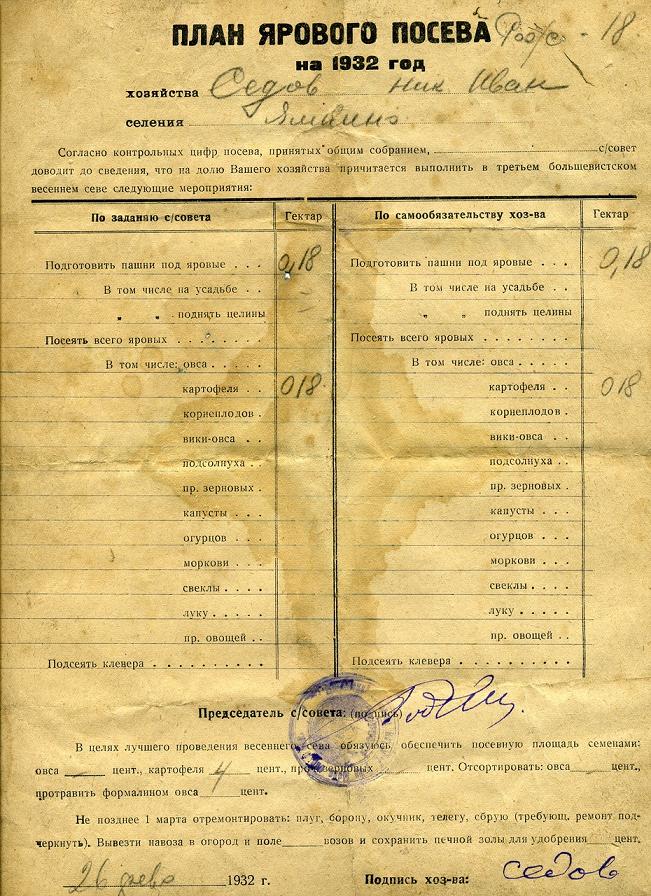 ПЛАН ЯРОВОГО ПОСЕВА 18
на 1932 год
хозяйства Седов Ник Иван
селения
Согласно контрольных цифр посева, принятых общим собранием, с/совет
доводит до сведения, что на долю Вашего хозяйства причитается выполнить в третьем большевистском
весеннем севе следующие мероприятия:
По заданю с/совета Гектар По самообязательству хоз-ва Гектар
Подготовить пашни под яровые . . . 0,18 Подготовить пашни под яровые . . . 0,18
В том числе на усадьбе . . – В том числе на усадьбе . .
„ „ . поднять целины – „ „ поднять целины
Посеять всего яровых . . . . . . . Посеять всего яровых . . . . . . .
В том числе: овса . . . . . В том числе: овса . . . . .
картофеля . . 018 картофеля . . 018
корнеплодов . корнеплодов .
вики-овса . . вики-овса . .
подсолнуха . . подсолнуха . .
пр. зерновых . пр. зерновых .
капусты . . . капусты . . .
огурцов . . . огурцов . . .
моркови . . . моркови . . .
свеклы . . . . свеклы . . . .
луку . . . . . луку . . . . .
пр. овощей . . пр. овощей . .
Подсеять клевера . . . . . . . . . . Подсеять клевера . . . . . . . . . .
Председатель с/совета: (подпись)
В целях лучшего проведения весеннего сева обязуюсь обеспечить посевную площадь семенами:
овса — цент., картофеля 4 цент., пр. зерновых цент. Отсортировать: овса цент.,
протравить формалином овса цент.
Не позднее 1 марта отремонтировать: плуг, борону, окучник, телегу, сбрую (требующ. ремонт под-
черкнуть). Вывезти навоза в огород и поле возов и сохранить печной золы для удобрения цент.
26 1932 г. Подпись хоз-ва: седов